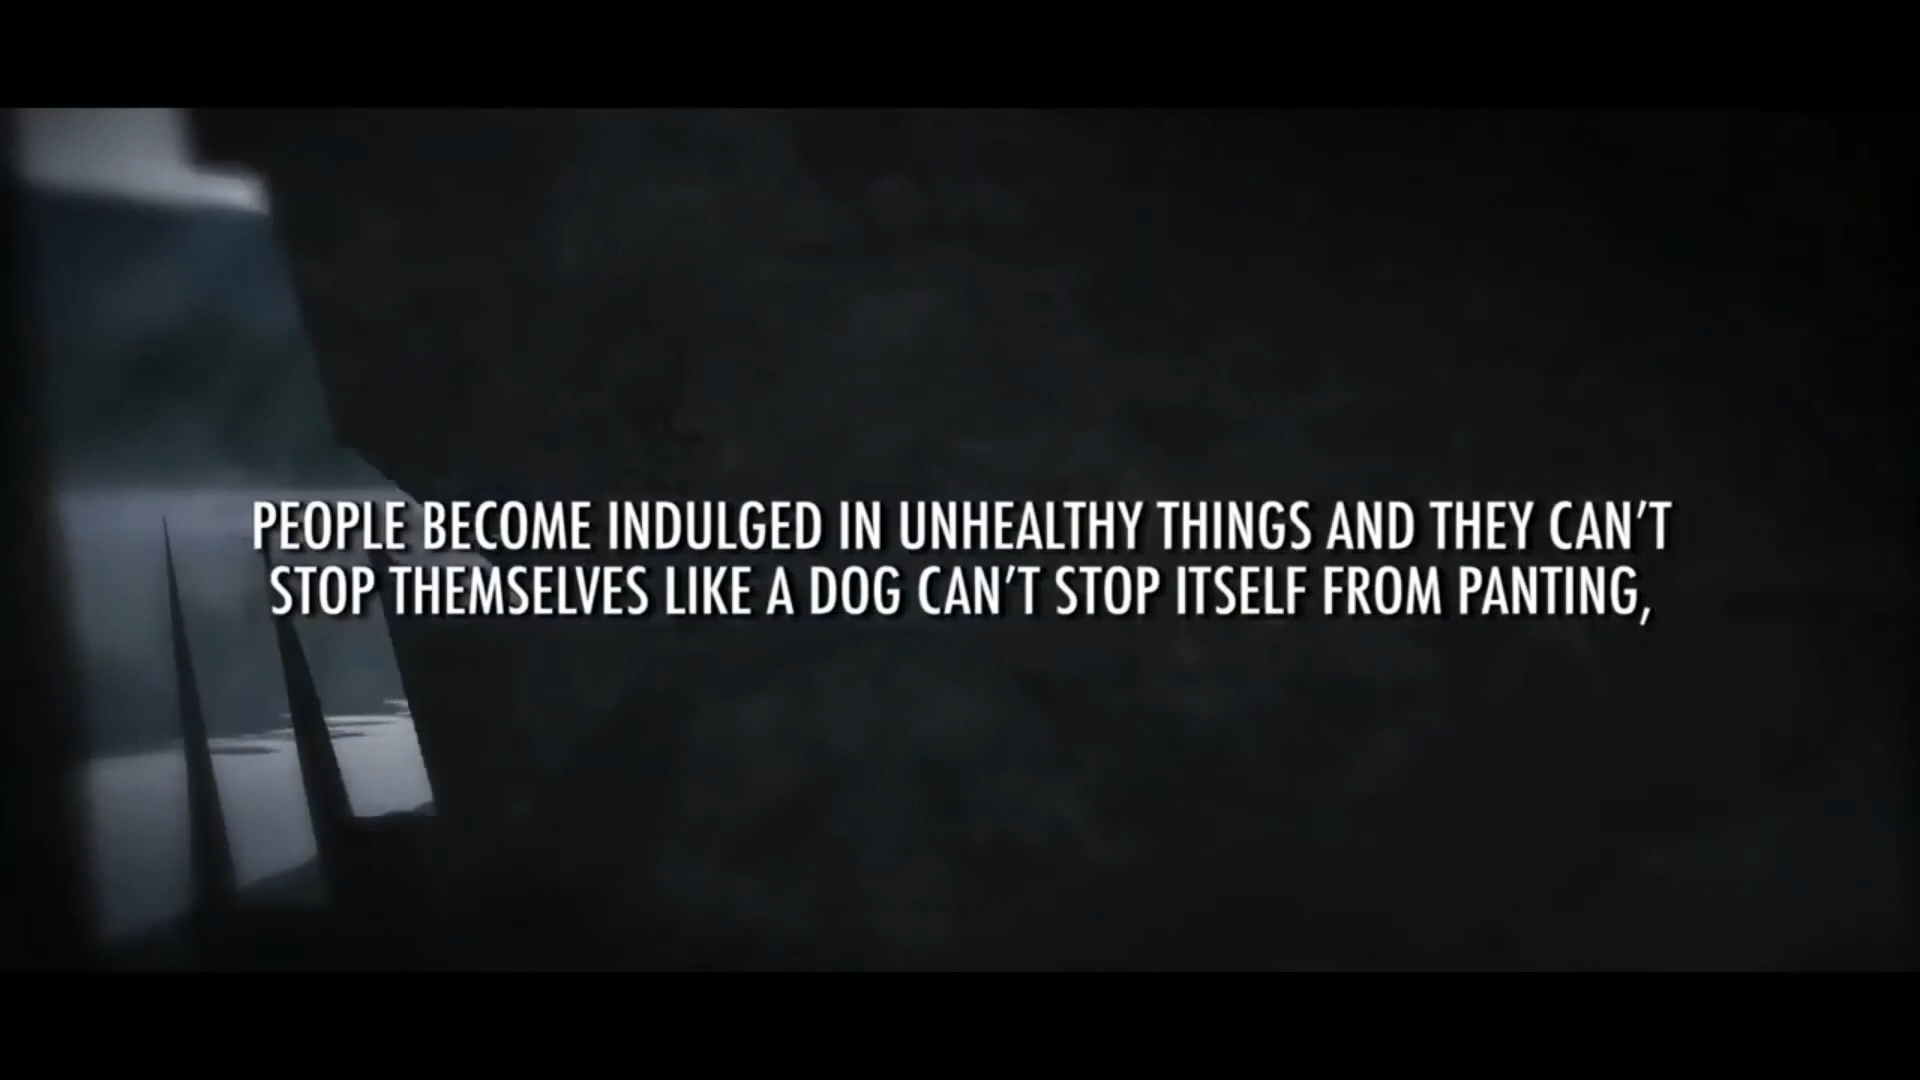 PEOPLE BECOME INDULGED IN UNHEALTHY THINGS AND THEY CAN'T
STOP THEMSELVES LIKE A DOG CAN'T STOP ITSELF FROM PANTING,